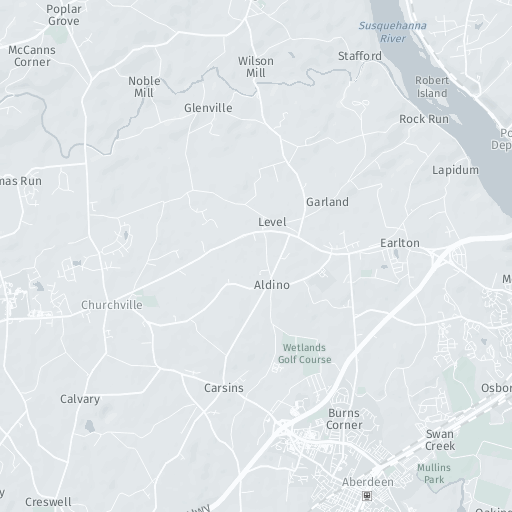 Poplar
Grove
Susquehanna
River
McCanns
Corner
Wilson
Mill
Stafford
Noble
Mill
Robert
Island
Glenville
Rock Run
Lapidum
Garland
Level
Earlton
Aldino
Churchville
Wetlands
Golf Course
Carsins
Calvary
Burns
Corner
Swan
Creek
Mullins
Park
Aberdeen
Creswell